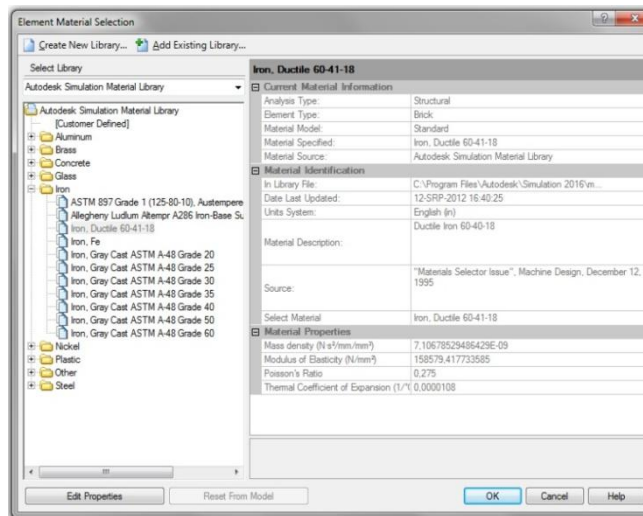 Element Material Selection
Create New Library... Add Existing Library...
Select Library
Autodesk Simulation Material Library
Autodesk Simulation Material Library
[Customer Defined]
Aluminum
Brass
Concrete
Glass
Iron
ASTM 897 Grade 1 (125-80-10), Austempere
Allegheny Ludlum Altempr A286 Iron-Base Su
Iron, Ductile 60-41-18
Iron, Fe
Iron, Gray Cast ASTM A-48 Grade 20
Iron, Gray Cast ASTM A-48 Grade 25
Iron, Gray Cast ASTM A-48 Grade 30
Iron, Gray Cast ASTM A-48 Grade 35
Iron, Gray Cast ASTM A-48 Grade 40
Iron, Gray Cast ASTM A-48 Grade 50
Iron, Gray Cast ASTM A-48 Grade 60
Nickel
Plastic
Other
Steel
Iron, Ductile 60-41-18
Current Material Information
Analysis Type: Structural
Element Type: Brick
Material Model: Standard
Material Specified: Iron, Ductile 60-41-18
Material Source: Autodesk Simulation Material Library
Material Identification
In Library File: C:\Program Files\Autodesk\Simulation 2016\m...
Date Last Updated: 12-SRP-2012 16:40:25
Units System: English (in)
Material Description: Ductile Iron 60-40-18
Source: "Materials Selector Issue", Machine Design, December 12, 1995
Select Material Iron, Ductile 60-41-18
Material Properties
Mass density (N·s²/mm/mm³) 7,10678529486429E-09
Modulus of Elasticity (N/mm²) 158579,417733585
Poisson's Ratio 0,275
Thermal Coefficient of Expansion (1/° 0,0000108
Edit Properties Reset From Model OK Cancel Help